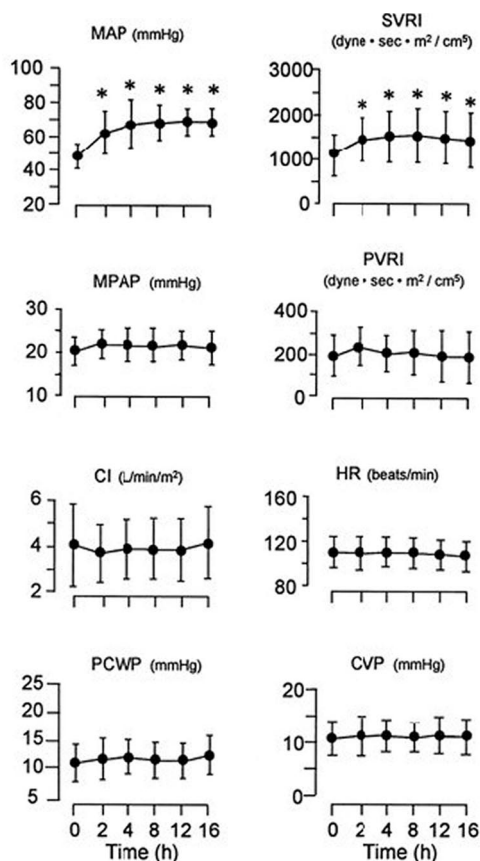 MAP (mmHg)
100
80
60
40
20
* * * * *
SVRI
(dyne • sec • m² / cm⁵)
3000
2000
1000
0
* * * * *
MPAP (mmHg)
30
20
10
PVRI
(dyne • sec • m² / cm⁵)
400
200
0
CI (L/min/m²)
6
4
2
HR (beats/min)
160
110
80
PCWP (mmHg)
25
20
15
10
5
0 2 4 8 12 16
Time (h)
CVP (mmHg)
20
10
0
0 2 4 8 12 16
Time (h)